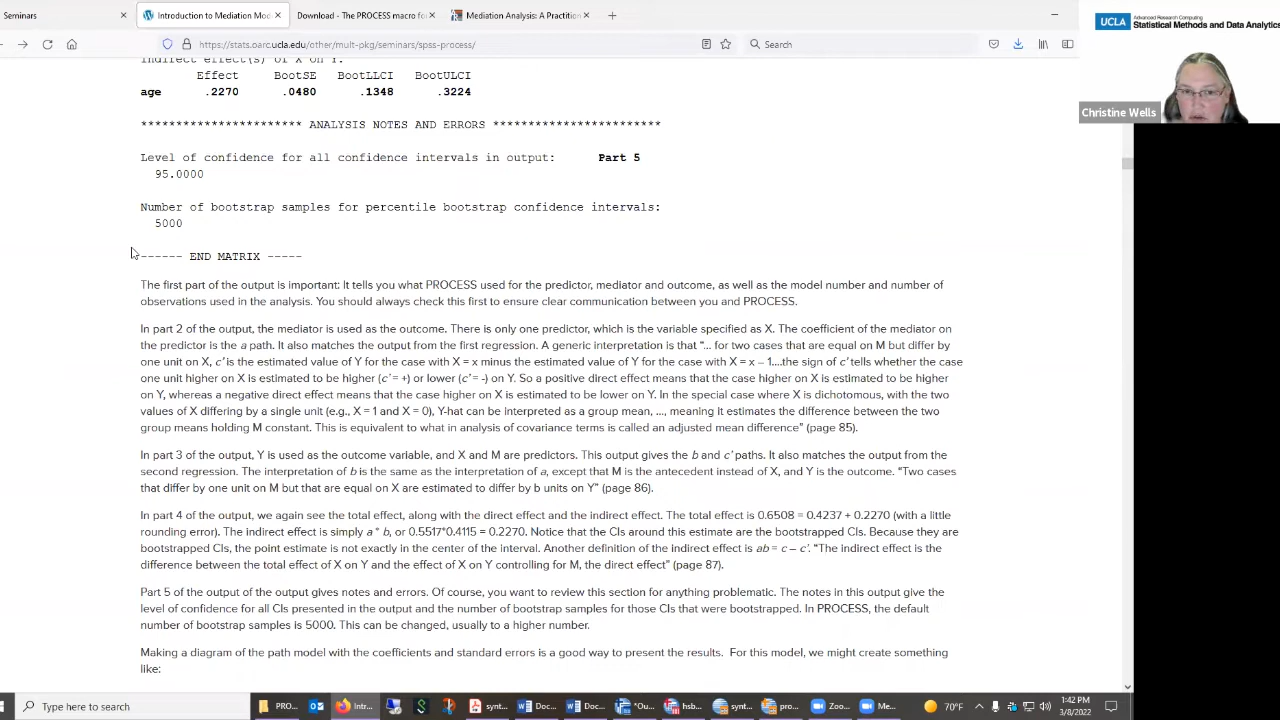 Seminars
Introduction to Mediation Mod
Download - The PROCESS macro fo
Mediation Analysis: A Practition
https://stats.oarc.ucla.edu/other/mult-pkg/seminars/spss-process/
Search
UCLA
Advanced Research Computing
Statistical Methods and Data Analytics
Christine Wells
Indirect effect(s) of X on Y:
Effect BootSE BootLLCI BootULCI
age .2270 .0480 .1348 .3224
*********************** ANALYSIS NOTES AND ERRORS ************************
Level of confidence for all confidence intervals in output: Part 5
95.0000
Number of bootstrap samples for percentile bootstrap confidence intervals:
5000
------ END MATRIX -----
The first part of the output is important: It tells you what PROCESS used for the predictor, mediator and outcome, as well as the model number and number of
observations used in the analysis. You should always check this first to ensure clear communication between you and PROCESS.
In part 2 of the output, the mediator is used as the outcome. There is only one predictor, which is the variable specified as X. The coefficient of the mediator on
the predictor is the a path. It also matches the output from the first regression. A generic interpretation is that “... for two cases that are equal on M but differ by
one unit on X, c’ is the estimated value of Y for the case with X = x minus the estimated value of Y for the case with X = x – 1....the sign of c’ tells whether the case
one unit higher on X is estimated to be higher (c’ = +) or lower (c’ = -) on Y. So a positive direct effect means that the case higher on X is estimated to be higher
on Y, whereas a negative direct effect means that the case higher on X is estimated to be lower on Y. In the special case where X is dichotomous, with the two
values of X differing by a single unit (e.g., X = 1 and X = 0), Y-hat can be interpreted as a group mean, ..., meaning it estimates the difference between the two
group means holding M constant. This is equivalent to what in analysis of covariance terms is called an adjusted mean difference” (page 85).
In part 3 of the output, Y is used as the outcome variable, and X and M are predictors. This output gives the b and c’ paths. It also matches the output from the
second regression. The interpretation of b is the same as the interpretation of a, except that M is the antecedent instead of X, and Y is the outcome. “Two cases
that differ by one unit on M but that are equal on X are estimated to differ by b units on Y” (page 86).
In part 4 of the output, we again see the total effect, along with the direct effect and the indirect effect. The total effect is 0.6508 = 0.4237 + 0.2270 (with a little
rounding error). The indirect effect is simply a * b, or 0.5517*0.4115 = 0.2270. Notice that the CIs around this estimate are the bootstrapped CIs. Because they are
bootstrapped CIs, the point estimate is not exactly in the center of the interval. Another definition of the indirect effect is ab = c – c’. “The indirect effect is the
difference between the total effect of X on Y and the effect of X on Y controlling for M, the direct effect” (page 87).
Part 5 of the output of the output gives notes and errors. Of course, you want to review this section for anything problematic. The notes in this output give the
level of confidence for all CIs presented in the output and the number of bootstrap samples for those CIs that were bootstrapped. In PROCESS, the default
number of bootstrap samples is 5000. This can be changed, usually to a higher number.
Making a diagram of the path model with the coefficients and standard errors is a good way to present the results. For this model, we might create something
like:
Type here to search
PRO...
Intr...
synt...
Doc...
Doc...
*Ou...
hsb...
synt...
pro...
Zoo...
Me...
70°F
1:42 PM
3/8/2022